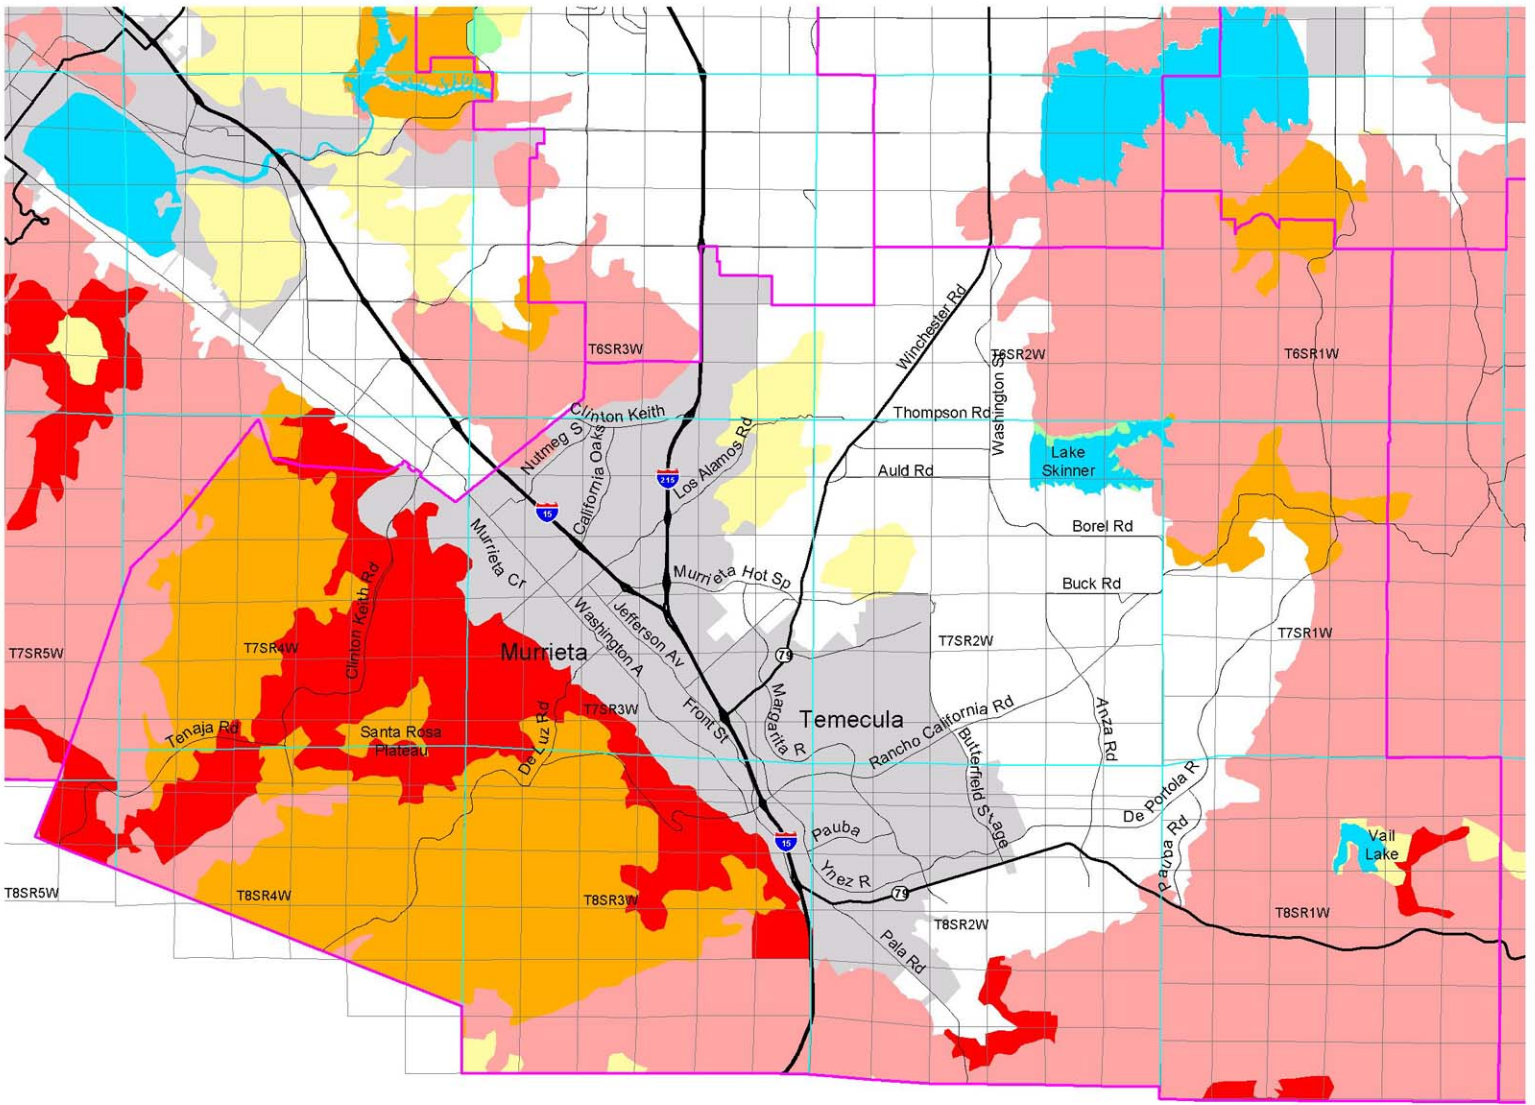 T6SR3W
Winchester Rd
T6SR2W
T6SR1W
Washington St
Clinton Keith
Thompson Rd
Nutmeg S
California Oaks
Los Alamos Rd
Auld Rd
Lake
Skinner
215
15
Murrieta Cr
Borel Rd
Murrieta Hot Sp
Buck Rd
Clinton Keith Rd
Washington A
Jefferson Av
T7SR5W
T7SR4W
Murrieta
79
T7SR2W
T7SR1W
T7SR3W
Front St
Margarita R
Temecula
Rancho California Rd
Anza Rd
Tenaja Rd
Santa Rosa
Plateau
De Luz Rd
Butterfield Stage
De Portola R
Pauba
15
Pauba Rd
Vail
Lake
Ynez R
T8SR5W
T8SR4W
T8SR3W
79
T8SR2W
T8SR1W
Pala Rd